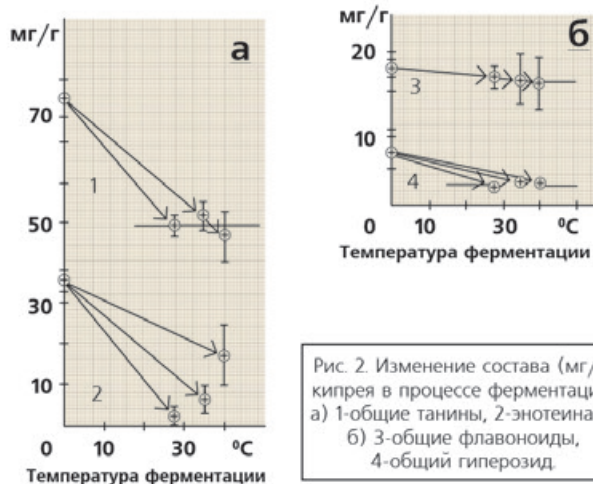 мг/г
а
70
1
50
30
2
10
0 10 30 ⁰C
Температура ферментации
мг/г
б
20
3
10
4
0 10 30 ⁰C
Температура ферментации
Рис. 2. Изменение состава (мг/
кипрея в процессе ферментаци
а) 1-общие танины, 2-энотеина
б) 3-общие флавоноиды,
4-общий гиперозид.